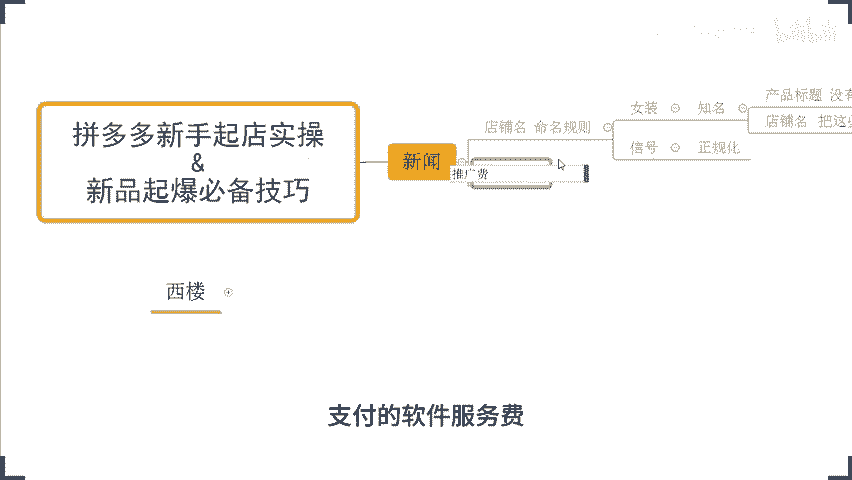 拼多多新手起店实操
&
新品起爆必备技巧
新闻
店铺名 命名规则
女装
知名
产品标题 没有
店铺名 把这
信号
正规化
推广费
西楼
支付的软件服务费